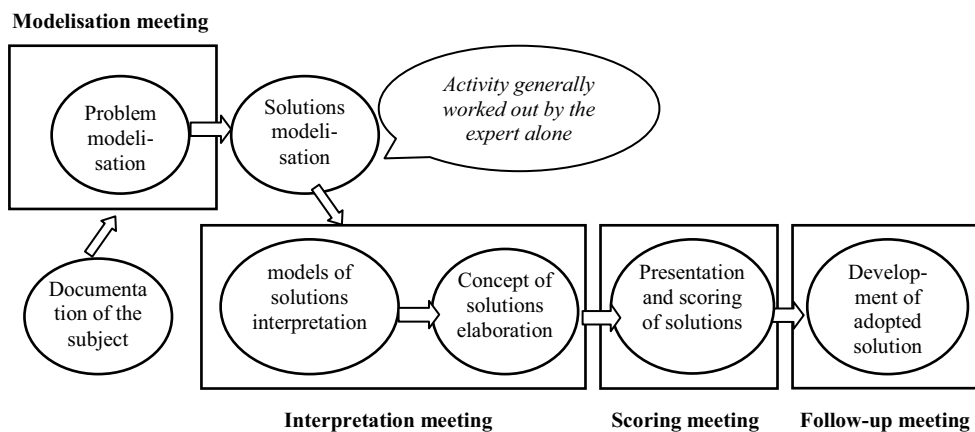 Modelisation meeting
Problem
modeli-
sation
Solutions
modeli-
sation
Activity generally
worked out by the
expert alone
Documenta
tion of the
subject
models of
solutions
interpretation
Concept of
solutions
elaboration
Presentation
and scoring
of solutions
Develop-
ment of
adopted
solution
Interpretation meeting
Scoring meeting
Follow-up meeting